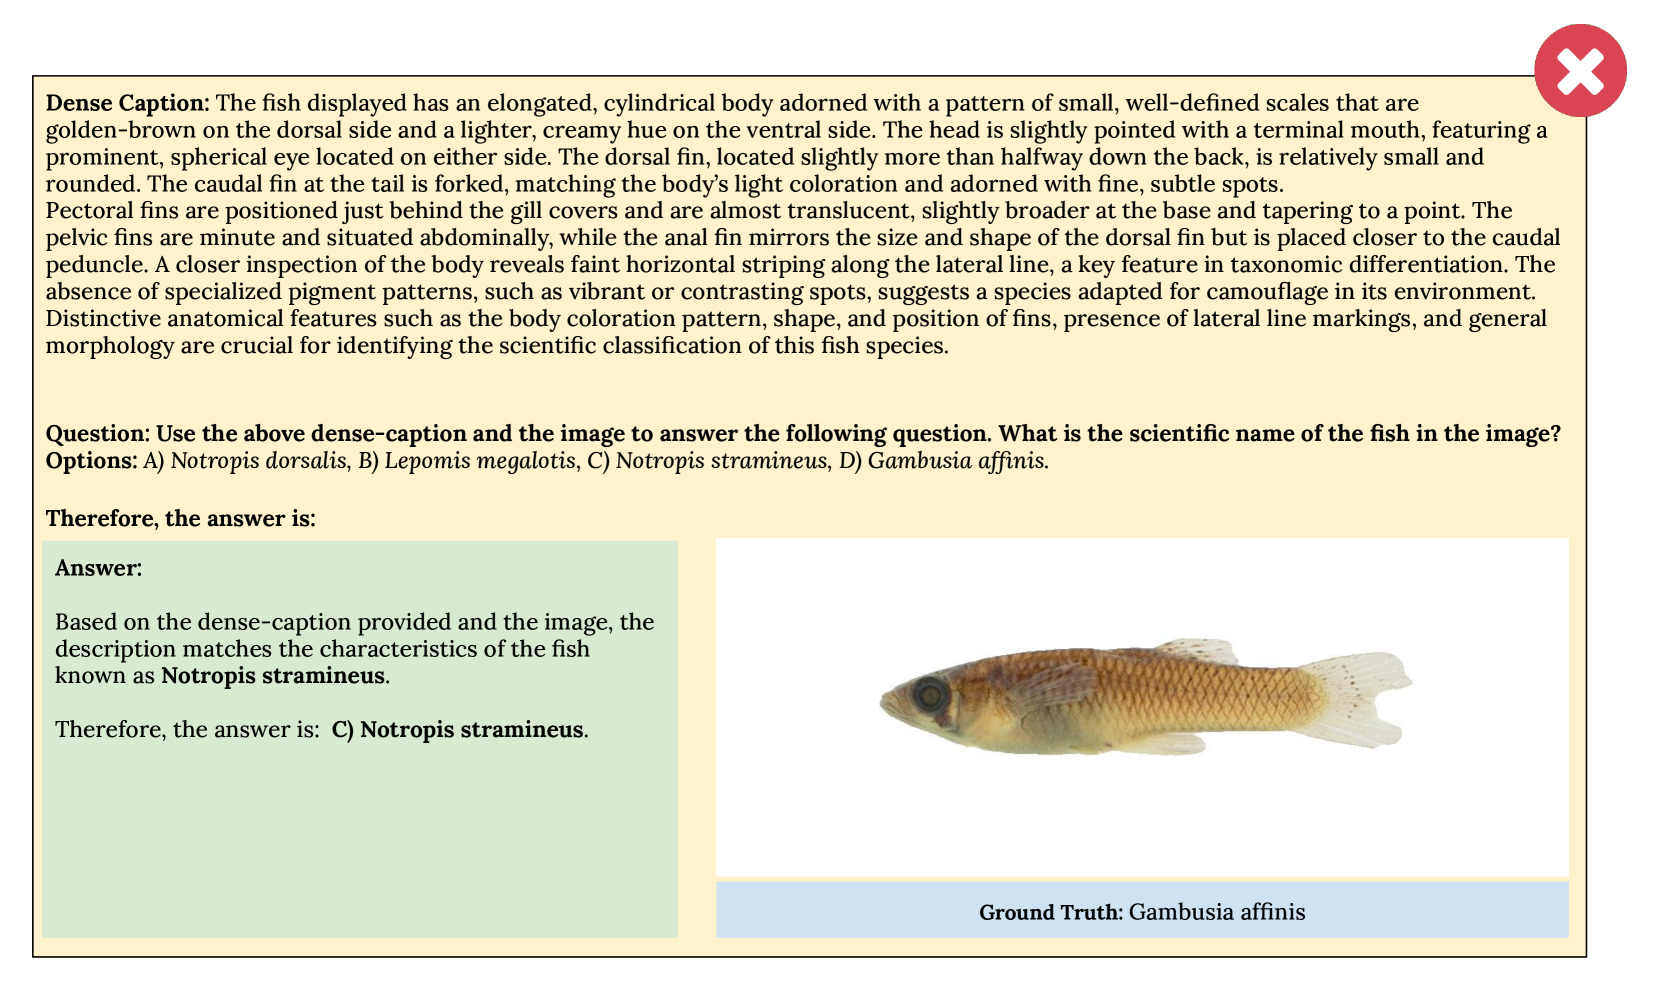 Dense Caption: The fish displayed has an elongated, cylindrical body adorned with a pattern of small, well-defined scales that are
golden-brown on the dorsal side and a lighter, creamy hue on the ventral side. The head is slightly pointed with a terminal mouth, featuring a
prominent, spherical eye located on either side. The dorsal fin, located slightly more than halfway down the back, is relatively small and
rounded. The caudal fin at the tail is forked, matching the body’s light coloration and adorned with fine, subtle spots.
Pectoral fins are positioned just behind the gill covers and are almost translucent, slightly broader at the base and tapering to a point. The
pelvic fins are minute and situated abdominally, while the anal fin mirrors the size and shape of the dorsal fin but is placed closer to the caudal
peduncle. A closer inspection of the body reveals faint horizontal striping along the lateral line, a key feature in taxonomic differentiation. The
absence of specialized pigment patterns, such as vibrant or contrasting spots, suggests a species adapted for camouflage in its environment.
Distinctive anatomical features such as the body coloration pattern, shape, and position of fins, presence of lateral line markings, and general
morphology are crucial for identifying the scientific classification of this fish species.
Question: Use the above dense-caption and the image to answer the following question. What is the scientific name of the fish in the image?
Options: A) Notropis dorsalis, B) Lepomis megalotis, C) Notropis stramineus, D) Gambusia affinis.
Therefore, the answer is:
Answer:
Based on the dense-caption provided and the image, the
description matches the characteristics of the fish
known as Notropis stramineus.
Therefore, the answer is: C) Notropis stramineus.
Ground Truth: Gambusia affinis